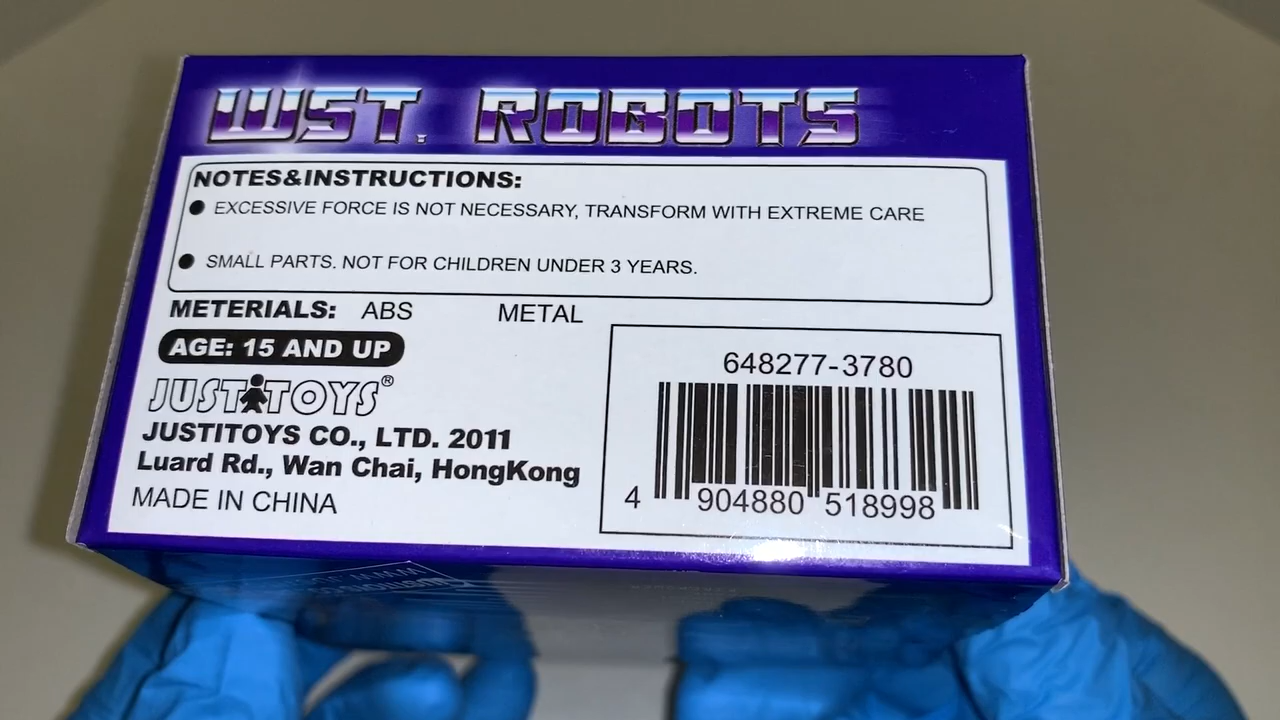 WST. ROBOTS
NOTES&INSTRUCTIONS:
● EXCESSIVE FORCE IS NOT NECESSARY, TRANSFORM WITH EXTREME CARE
● SMALL PARTS. NOT FOR CHILDREN UNDER 3 YEARS.
METERIALS: ABS METAL
AGE: 15 AND UP
JUSTITOYS®
JUSTITOYS CO., LTD. 2011
Luard Rd., Wan Chai, HongKong
MADE IN CHINA
648277-3780
4 904880 518998